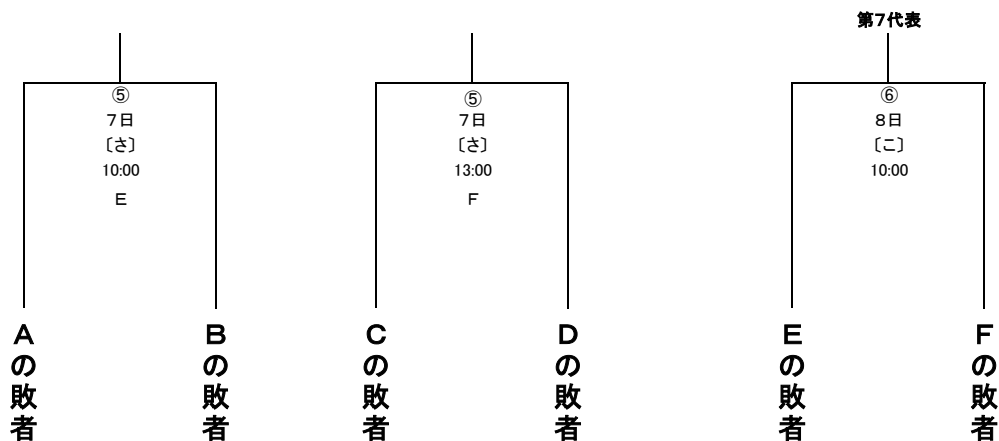 第7代表
⑤
7日
〔さ〕
10:00
E
⑤
7日
〔さ〕
13:00
F
⑥
8日
〔こ〕
10:00
Aの敗者
Bの敗者
Cの敗者
Dの敗者
Eの敗者
Fの敗者